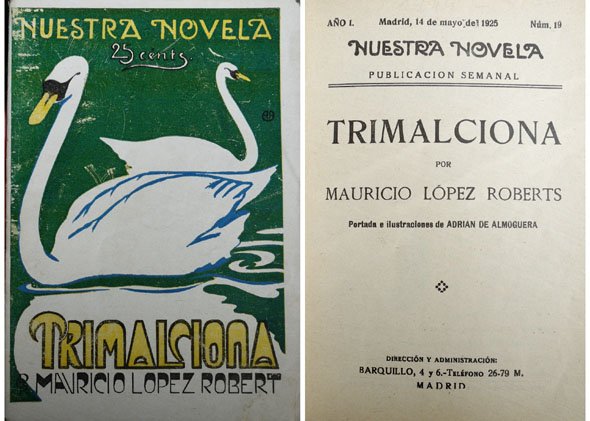 NUESTRA NOVELA
25 cents
TRIMALCIONA
P. MAVRICIO LOPEZ ROBERT
AÑO I. Madrid, 14 de mayo de 1925 Núm. 19
NUESTRA NOVELA
PUBLICACION SEMANAL
TRIMALCIONA
POR
MAURICIO LÓPEZ ROBERTS
Portada e ilustraciones de ADRIAN DE ALMOGUERA
DIRECCIÓN Y ADMINISTRACIÓN:
BARQUILLO, 4 y 6.-TELÉFONO 26-79 M.
MADRID